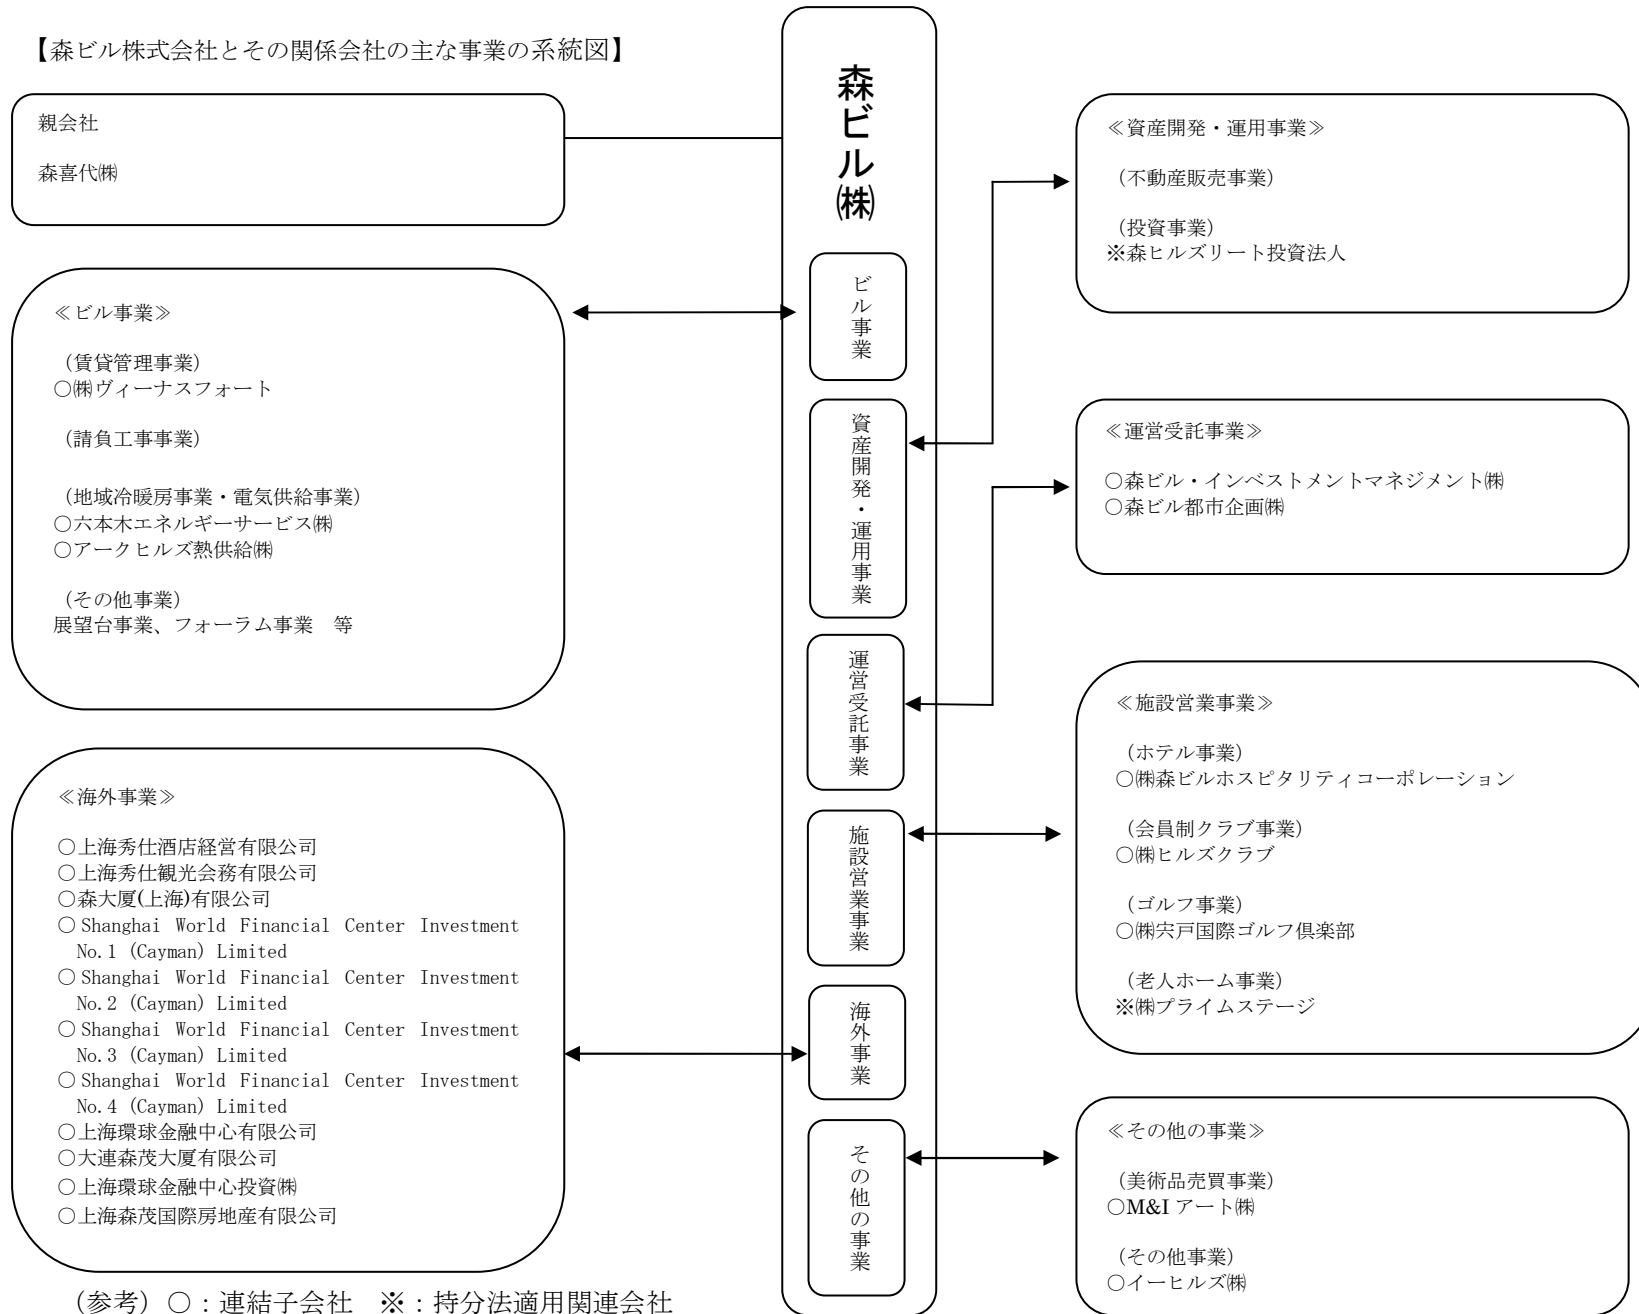 【森ビル株式会社とその関係会社の主な事業の系統図】
親会社
森喜代㈱
≪ビル事業≫
(賃貸管理事業)
○㈱ヴィーナスフォート
(請負工事事業)
(地域冷暖房事業・電気供給事業)
○六本木エネルギーサービス㈱
○アークヒルズ熱供給㈱
(その他事業)
展望台事業、フォーラム事業　等
≪海外事業≫
○上海秀仕酒店経営有限公司
○上海秀仕観光会務有限公司
○森大厦(上海)有限公司
○Shanghai World Financial Center Investment
No.1 (Cayman) Limited
○Shanghai World Financial Center Investment
No.2 (Cayman) Limited
○Shanghai World Financial Center Investment
No.3 (Cayman) Limited
○Shanghai World Financial Center Investment
No.4 (Cayman) Limited
○上海環球金融中心有限公司
○大連森茂大厦有限公司
○上海環球金融中心投資㈱
○上海森茂国際房地産有限公司
(参考) ○：連結子会社　※：持分法適用関連会社
森ビル㈱
ビル事業
資産開発・運用事業
運営受託事業
施設営業事業
海外事業
その他の事業
≪資産開発・運用事業≫
(不動産販売事業)
(投資事業)
※森ヒルズリート投資法人
≪運営受託事業≫
○森ビル・インベストメントマネジメント㈱
○森ビル都市企画㈱
≪施設営業事業≫
(ホテル事業)
○㈱森ビルホスピタリティコーポレーション
(会員制クラブ事業)
○㈱ヒルズクラブ
(ゴルフ事業)
○㈱宍戸国際ゴルフ倶楽部
(老人ホーム事業)
※㈱プライムステージ
≪その他の事業≫
(美術品売買事業)
○M&I アート㈱
(その他事業)
○イーヒルズ㈱